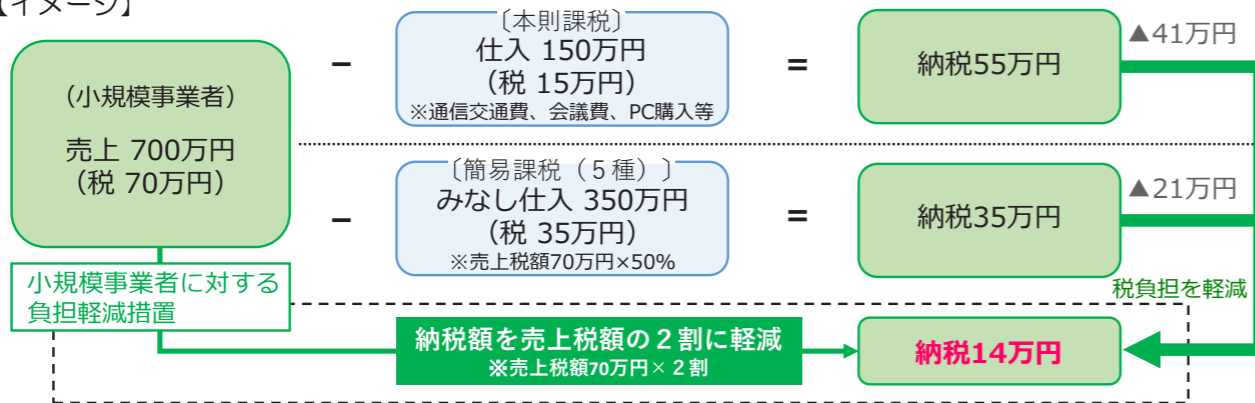 【イメージ】
(小規模事業者)
売上 700万円
(税 70万円)
−
〔本則課税〕
仕入 150万円
(税 15万円)
※通信交通費、会議費、PC購入等
=
納税55万円
▲41万円
−
〔簡易課税（５種）〕
みなし仕入 350万円
(税 35万円)
※売上税額70万円×50%
=
納税35万円
▲21万円
税負担を軽減
小規模事業者に対する
負担軽減措置
納税額を売上税額の２割に軽減
※売上税額70万円×２割
納税14万円